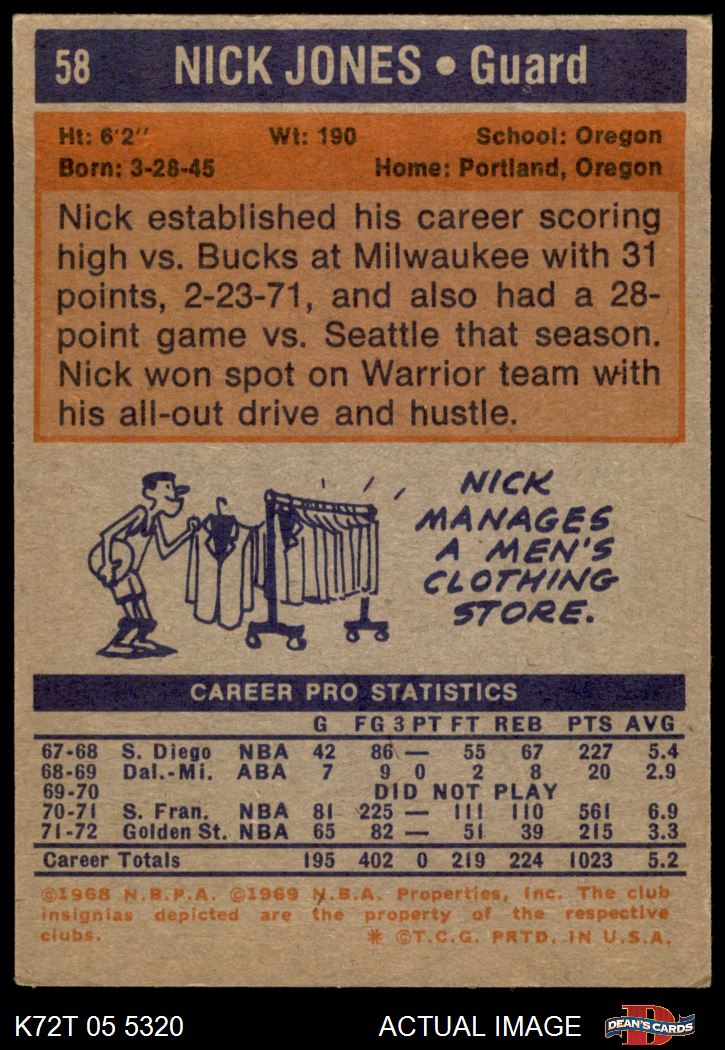 58 NICK JONES • Guard
Ht: 6'2" Wt: 190 School: Oregon
Born: 3-28-45 Home: Portland, Oregon
Nick established his career scoring
high vs. Bucks at Milwaukee with 31
points, 2-23-71, and also had a 28-
point game vs. Seattle that season.
Nick won spot on Warrior team with
his all-out drive and hustle.
NICK
MANAGES
A MEN'S
CLOTHING
STORE.
CAREER PRO STATISTICS
G FG 3 PT FT REB PTS AVG
67-68 S. Diego NBA 42 86 — 55 67 227 5.4
68-69 Dal.-Mi. ABA 7 9 0 2 8 20 2.9
69-70 DID NOT PLAY
70-71 S. Fran. NBA 81 225 — 111 110 561 6.9
71-72 Golden St. NBA 65 82 — 51 39 215 3.3
Career Totals 195 402 0 219 224 1023 5.2
©1968 N.B.P.A. ©1969 N.B.A. Properties, Inc. The club
insignias depicted are the property of the respective
clubs. * ©T.C.G. PRTD. IN U.S.A.
K72T 05 5320 ACTUAL IMAGE D DEAN'S CARDS